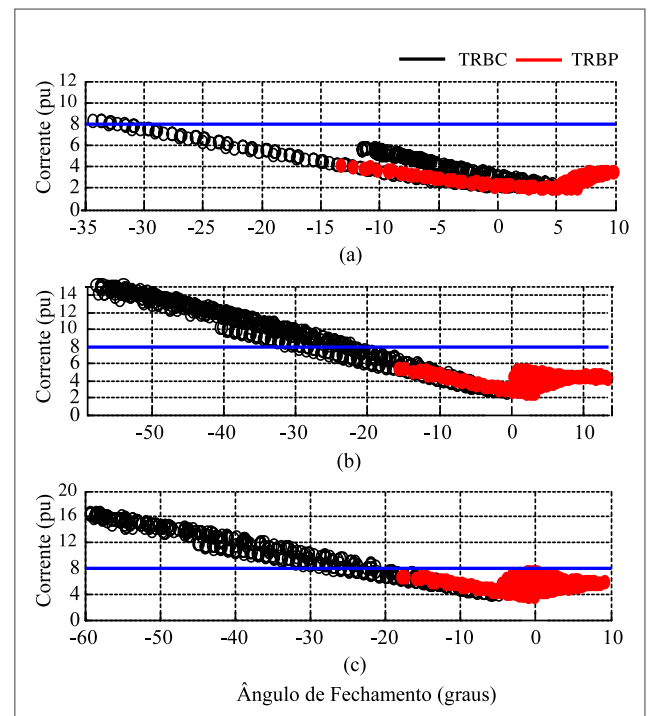 TRBC TRBP
Corrente (pu)
12
10
8
6
4
2
0
-35 -30 -25 -20 -15 -10 -5 0 5 10
(a)
Corrente (pu)
14
12
10
8
6
4
2
0
-50 -40 -30 -20 -10 0 10
(b)
Corrente (pu)
20
16
12
8
4
0
-60 -50 -40 -30 -20 -10 0 10
(c)
Ângulo de Fechamento (graus)